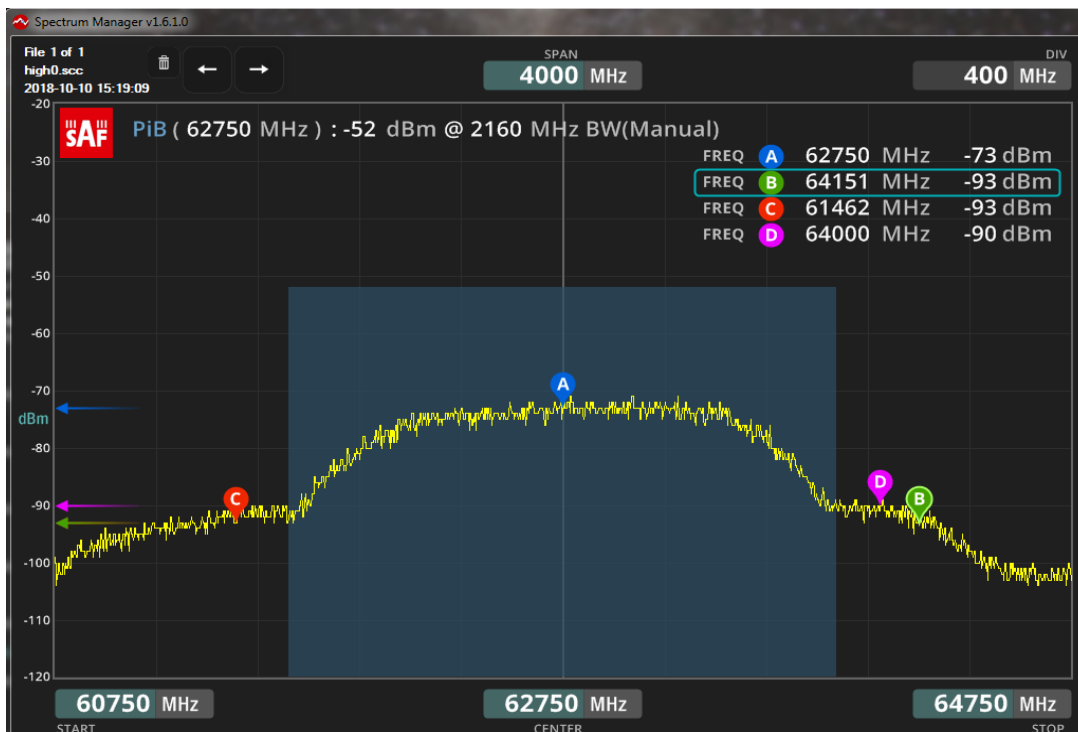 Spectrum Manager v1.6.1.0
File 1 of 1
high0.scc
2018-10-10 15:19:09
SPAN
4000 MHz
DIV
400 MHz
"SAF"
PiB ( 62750 MHz ) : -52 dBm @ 2160 MHz BW(Manual)
FREQ A 62750 MHz -73 dBm
FREQ B 64151 MHz -93 dBm
FREQ C 61462 MHz -93 dBm
FREQ D 64000 MHz -90 dBm
-20
-30
-40
-50
-60
-70
dBm
-80
-90
-100
-110
-120
A
C
D
B
60750 MHz
START
62750 MHz
CENTER
64750 MHz
STOP